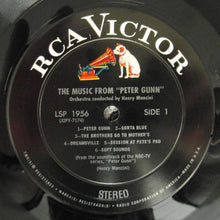 RCA VICTOR
THE MUSIC FROM "PETER GUNN"
Orchestra conducted by Henry Mancini
LSP 1956
SIDE 1
(J2PY-7174)
1-PETER GUNN 2-SORTA BLUE
3-THE BROTHERS GO TO MOTHER'S
4-DREAMSVILLE 5-SESSION AT PETE'S PAD
6-SOFT SOUNDS
(from the soundtrack of the NBC-TV
series, "Peter Gunn")
(Henry Mancini)
STEREO